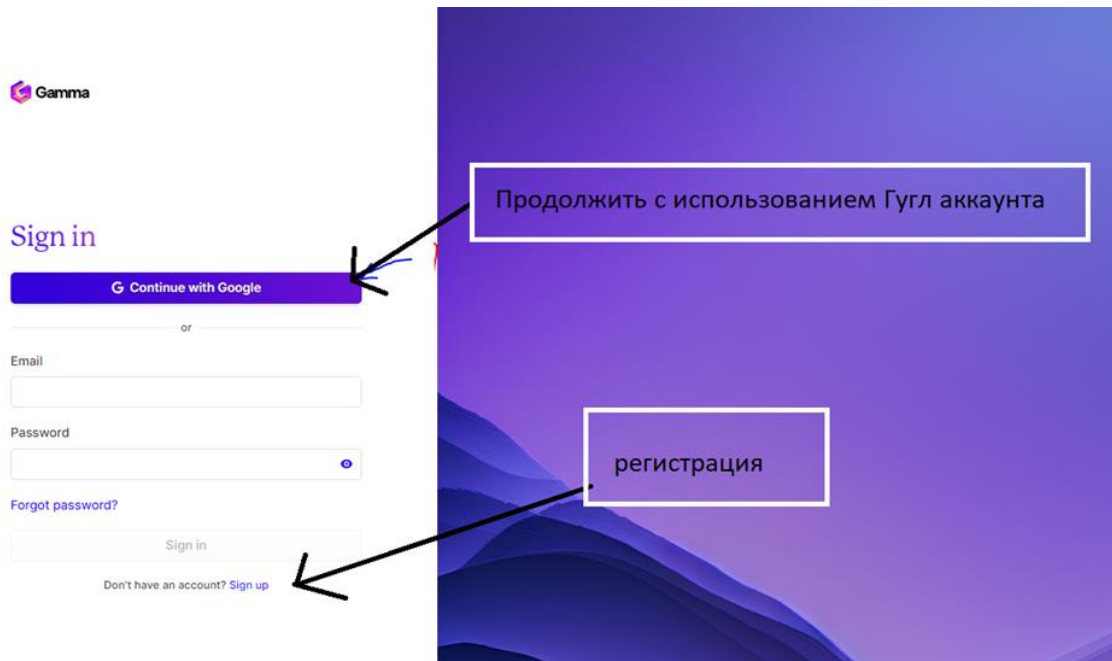 Gamma
Продолжить с использованием Гугл аккаунта
Sign in
G Continue with Google
or
Email
Password
регистрация
Forgot password?
Sign in
Don't have an account? Sign up